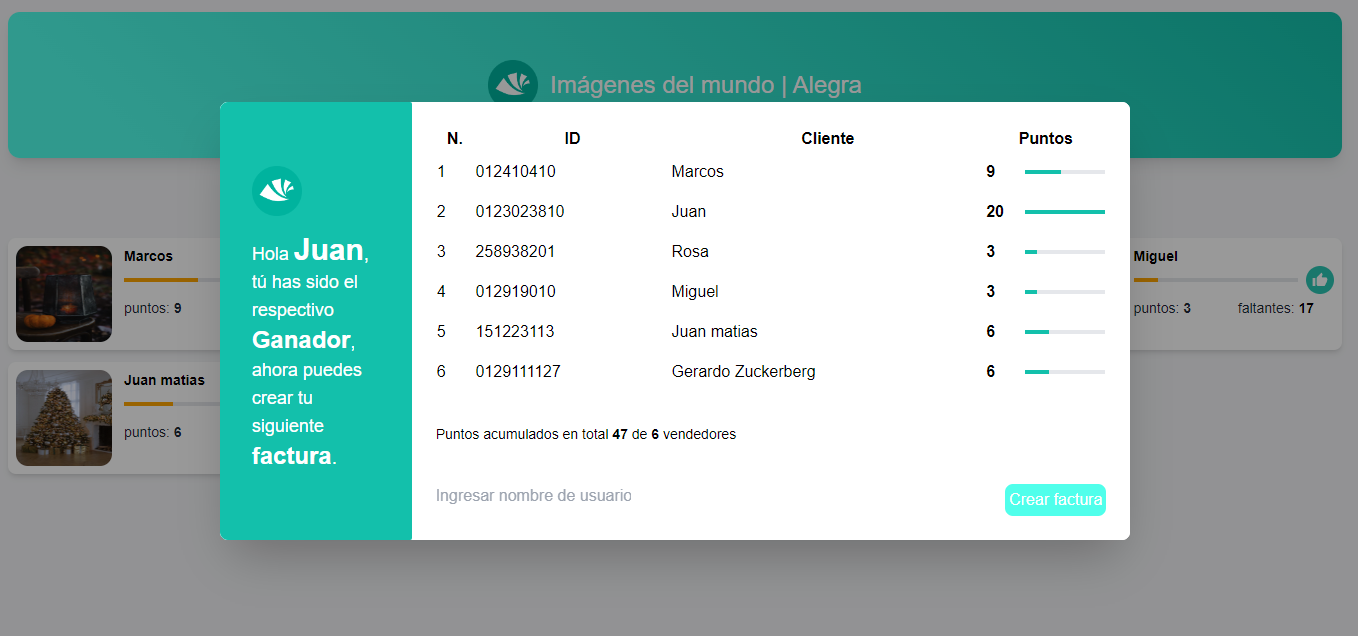 Imágenes del mundo | Alegra
Hola Juan,
tú has sido el
respectivo
Ganador,
ahora puedes
crear tu
siguiente
factura.
N. ID Cliente Puntos
1 012410410 Marcos 9
2 0123023810 Juan 20
3 258938201 Rosa 3
4 012919010 Miguel 3
5 151223113 Juan matias 6
6 0129111127 Gerardo Zuckerberg 6
Puntos acumulados en total 47 de 6 vendedores
Ingresar nombre de usuario
Crear factura
Marcos
puntos: 9
Miguel
puntos: 3 faltantes: 17
Juan matias
puntos: 6